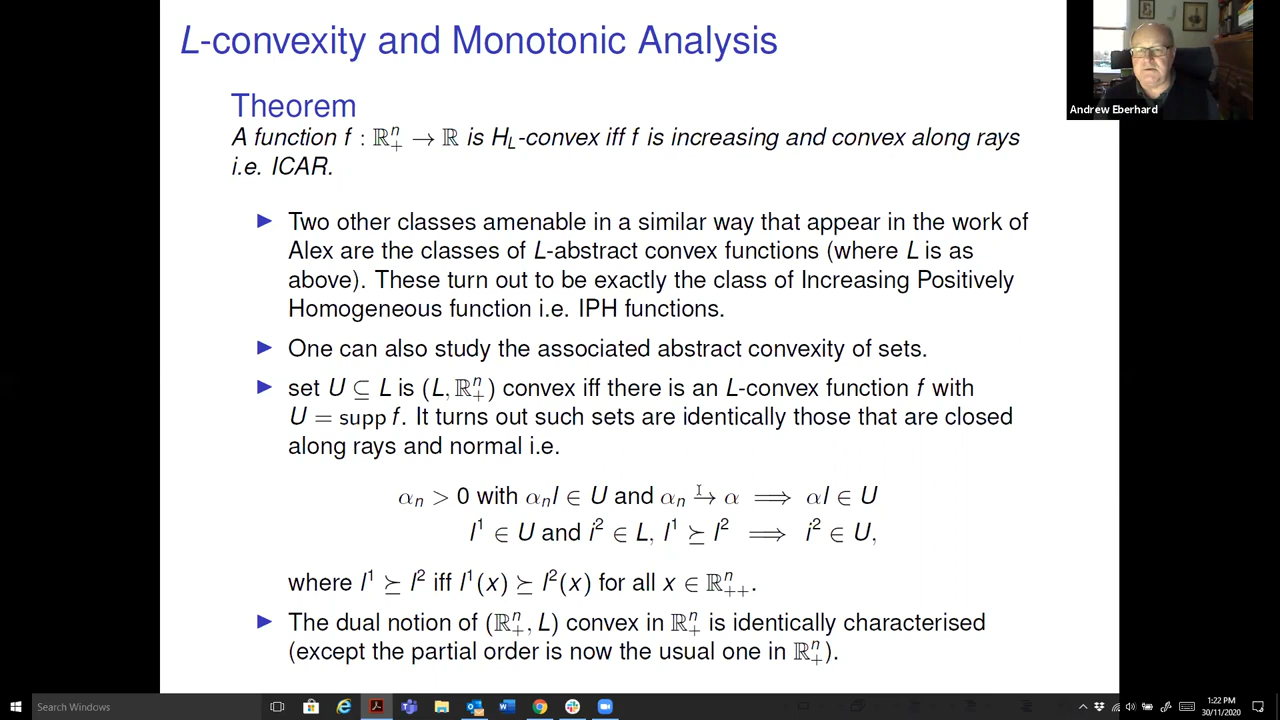 L-convexity and Monotonic Analysis
Andrew Eberhard
Theorem
A function f : ℝⁿ₊ → ℝ is H_L-convex iff f is increasing and convex along rays
i.e. ICAR.
▶ Two other classes amenable in a similar way that appear in the work of
Alex are the classes of L-abstract convex functions (where L is as
above). These turn out to be exactly the class of Increasing Positively
Homogeneous function i.e. IPH functions.
▶ One can also study the associated abstract convexity of sets.
▶ set U ⊆ L is (L, ℝⁿ₊) convex iff there is an L-convex function f with
U = supp f. It turns out such sets are identically those that are closed
along rays and normal i.e.
αₙ > 0 with αₙl ∈ U and αₙ → α ⟹ αl ∈ U
l¹ ∈ U and i² ∈ L, l¹ ⪰ l² ⟹ i² ∈ U,
where l¹ ⪰ l² iff l¹(x) ⪰ l²(x) for all x ∈ ℝⁿ₊₊.
▶ The dual notion of (ℝⁿ₊, L) convex in ℝⁿ₊ is identically characterised
(except the partial order is now the usual one in ℝⁿ₊).
Search Windows
1:22 PM
30/11/2020